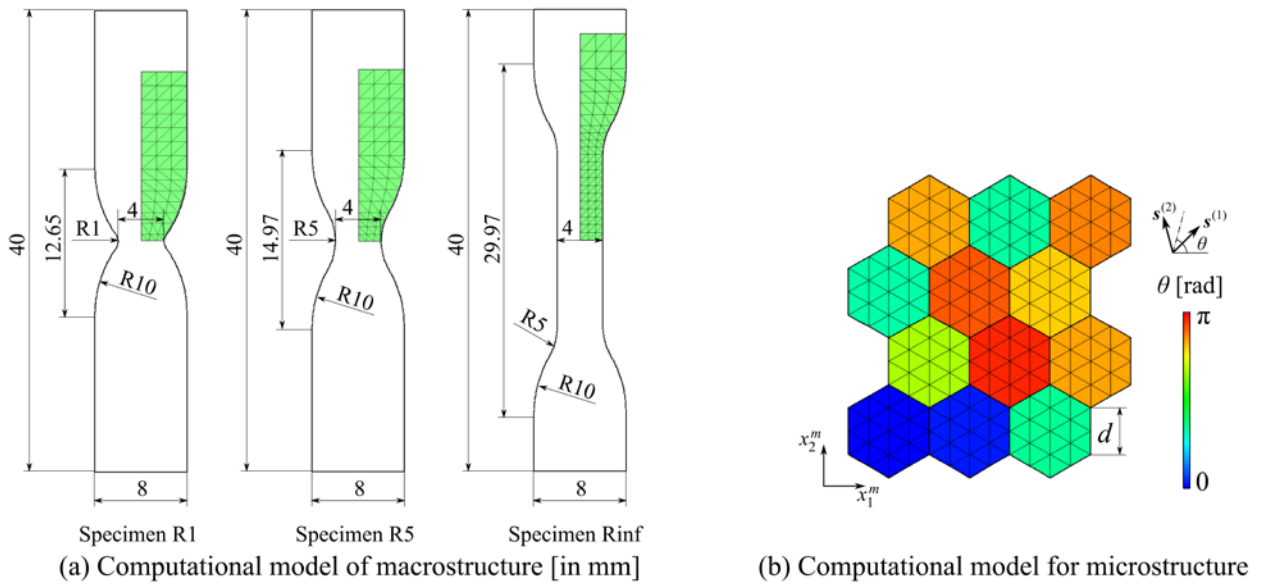 40
12.65
R1
4
R10
8
Specimen R1
40
14.97
R5
4
R10
8
Specimen R5
40
29.97
4
R5
R10
8
Specimen Rinf
(a) Computational model of macrostructure [in mm]
s⁽²⁾
s⁽¹⁾
θ
θ [rad]
π
0
d
x₂ᵐ
x₁ᵐ
(b) Computational model for microstructure